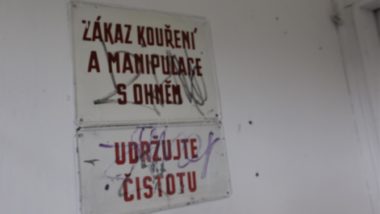 ZÁKAZ KOUŘENÍ
A MANIPULACE
S OHNĚM
UDRŽUJTE
ČISTOTU